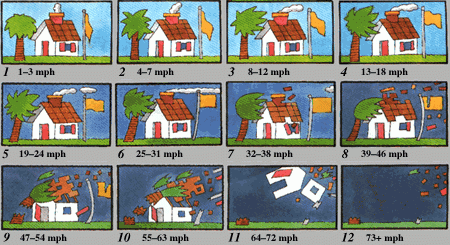 1 1–3 mph
2 4–7 mph
3 8–12 mph
4 13–18 mph
5 19–24 mph
6 25–31 mph
7 32–38 mph
8 39–46 mph
9 47–54 mph
10 55–63 mph
11 64–72 mph
12 73+ mph